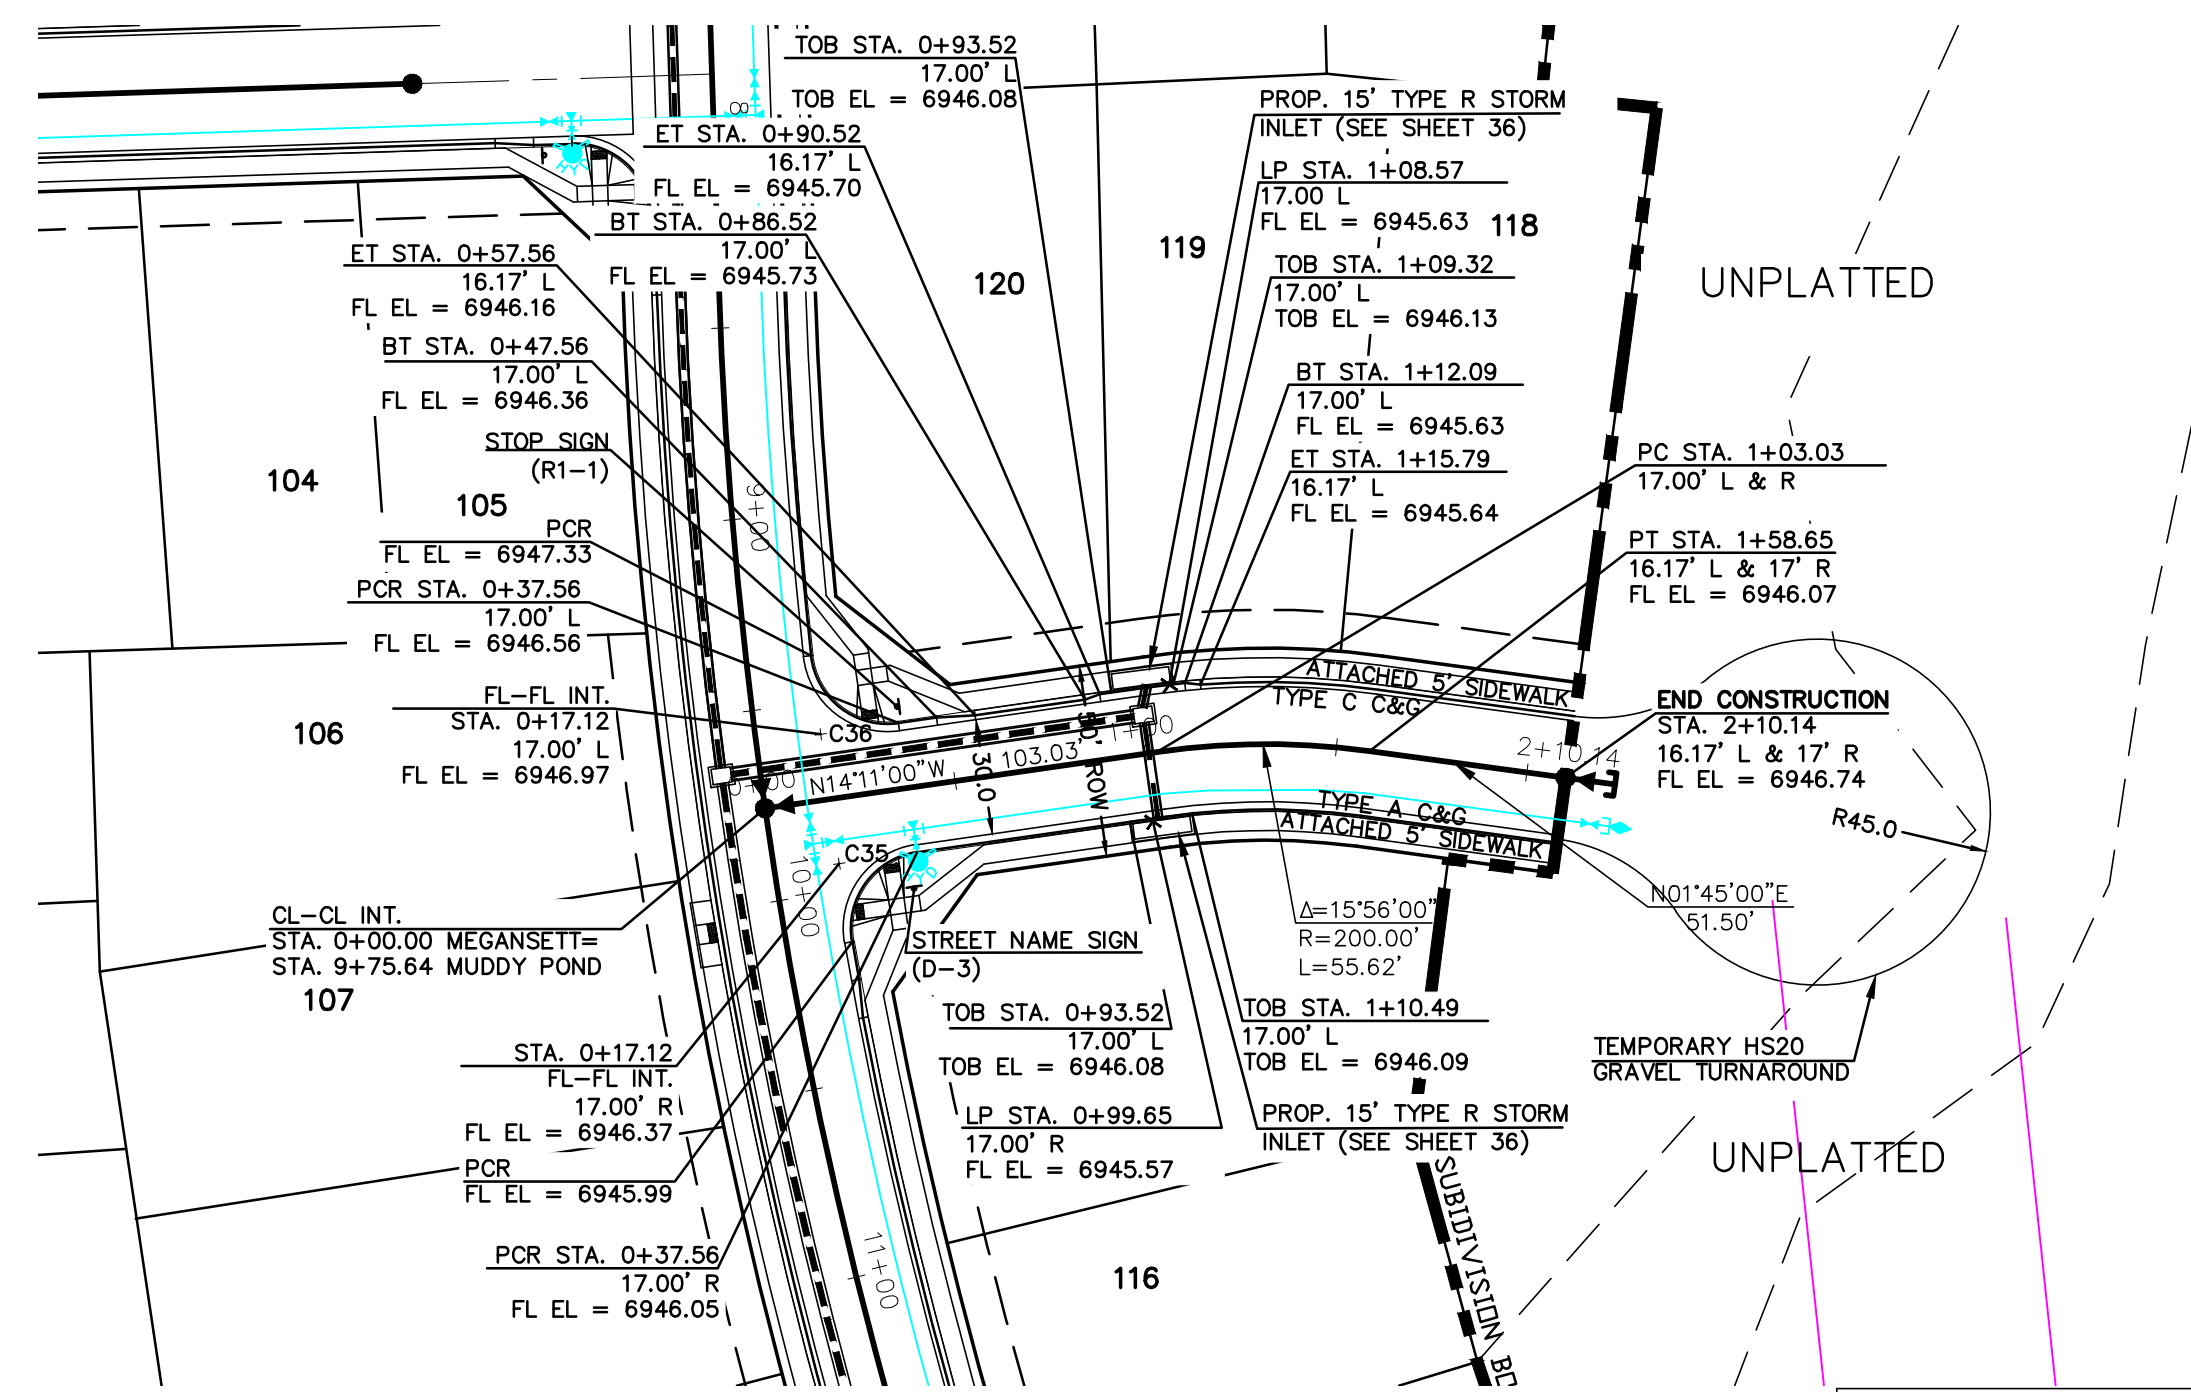 TOB STA. 0+93.52
17.00' L
TOB EL = 6946.08
ET STA. 0+90.52
16.17' L
FL EL = 6945.70
BT STA. 0+86.52
17.00' L
FL EL = 6945.73
ET STA. 0+57.56
16.17' L
FL EL = 6946.16
BT STA. 0+47.56
17.00' L
FL EL = 6946.36
STOP SIGN
(R1-1)
PCR
FL EL = 6947.33
PCR STA. 0+37.56
17.00' L
FL EL = 6946.56
FL-FL INT.
STA. 0+17.12
17.00' L
FL EL = 6946.97
CL-CL INT.
STA. 0+00.00 MEGANSETT=
STA. 9+75.64 MUDDY POND
STA. 0+17.12
FL-FL INT.
17.00' R
FL EL = 6946.37
PCR
FL EL = 6945.99
PCR STA. 0+37.56
17.00' R
FL EL = 6946.05
104
105
106
107
120
119
118
116
8
9+00
10+00
11+00
HYD
HYD
C36
C35
0+00
N14°11'00"W
103.03'
1+00
30.0
50' ROW
2+10.14
ATTACHED 5' SIDEWALK
TYPE C C&G
TYPE A C&G
ATTACHED 5' SIDEWALK
PROP. 15' TYPE R STORM
INLET (SEE SHEET 36)
LP STA. 1+08.57
17.00 L
FL EL = 6945.63
TOB STA. 1+09.32
17.00' L
TOB EL = 6946.13
BT STA. 1+12.09
17.00' L
FL EL = 6945.63
ET STA. 1+15.79
16.17' L
FL EL = 6945.64
UNPLATTED
PC STA. 1+03.03
17.00' L & R
PT STA. 1+58.65
16.17' L & 17' R
FL EL = 6946.07
END CONSTRUCTION
STA. 2+10.14
16.17' L & 17' R
FL EL = 6946.74
R45.0
N01°45'00"E
51.50'
Δ=15°56'00"
R=200.00'
L=55.62'
STREET NAME SIGN
(D-3)
TOB STA. 0+93.52
17.00' L
TOB EL = 6946.08
LP STA. 0+99.65
17.00' R
FL EL = 6945.57
TOB STA. 1+10.49
17.00' L
TOB EL = 6946.09
PROP. 15' TYPE R STORM
INLET (SEE SHEET 36)
TEMPORARY HS20
GRAVEL TURNAROUND
UNPLATTED
SUBIDIVISION BO